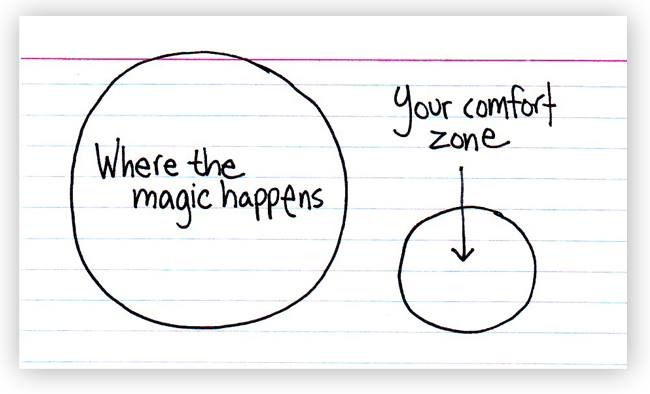 Where the
magic happens
Your comfort
zone